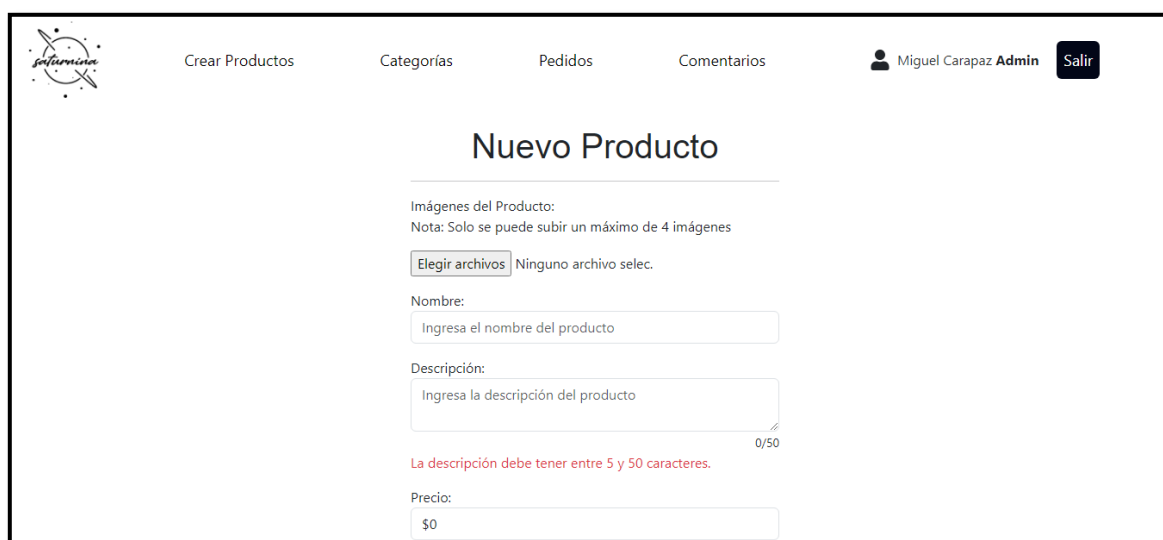 saturnina
Crear Productos Categorías Pedidos Comentarios Miguel Carapaz Admin Salir
Nuevo Producto
Imágenes del Producto:
Nota: Solo se puede subir un máximo de 4 imágenes
Elegir archivos Ninguno archivo selec.
Nombre:
Ingresa el nombre del producto
Descripción:
Ingresa la descripción del producto
0/50
La descripción debe tener entre 5 y 50 caracteres.
Precio:
$0